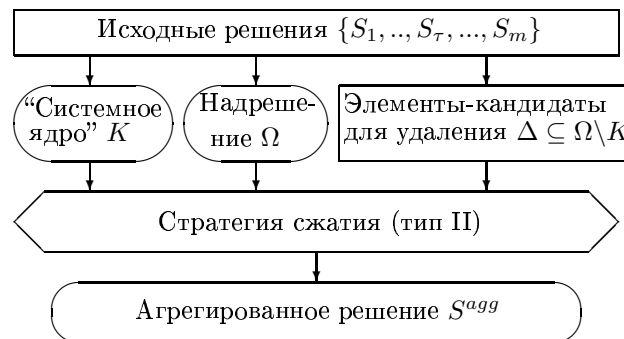 Исходные решения {S₁,..,S_τ,...,S_m}
“Системное
ядро” K
Надреше-
ние Ω
Элементы-кандидаты
для удаления Δ ⊆ Ω\K
Стратегия сжатия (тип II)
Агрегированное решение S^{agg}